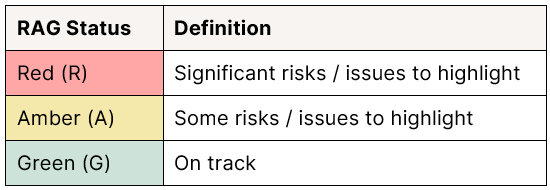 RAG Status Definition
Red (R) Significant risks / issues to highlight
Amber (A) Some risks / issues to highlight
Green (G) On track